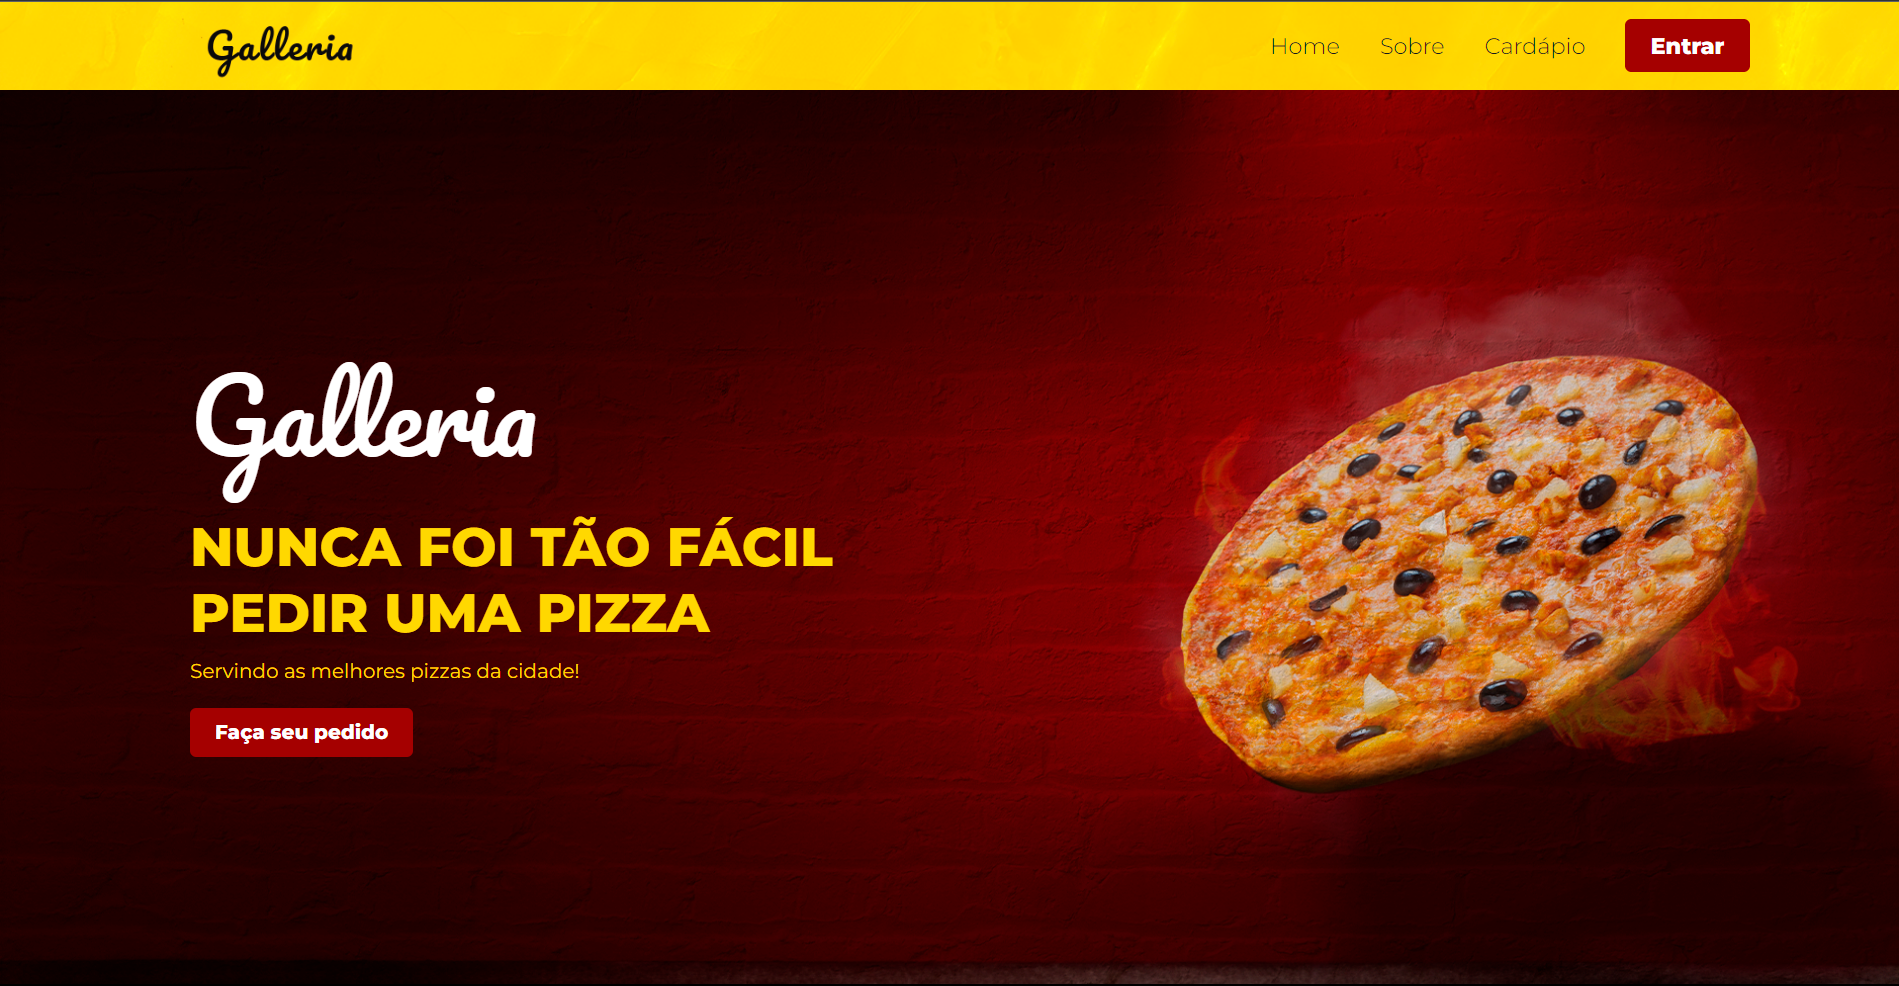 Galleria
Home Sobre Cardápio Entrar
Galleria
NUNCA FOI TÃO FÁCIL
PEDIR UMA PIZZA
Servindo as melhores pizzas da cidade!
Faça seu pedido